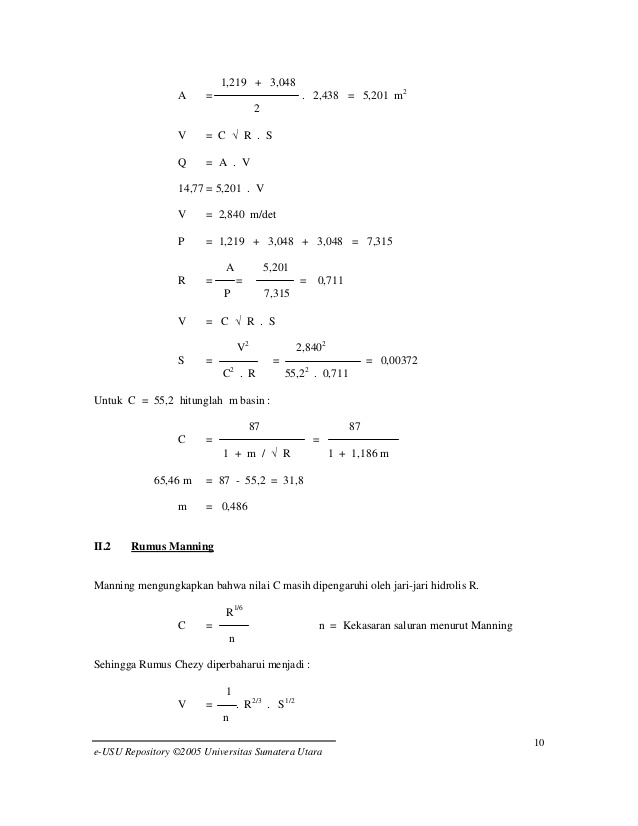 1,219 + 3,048
A = . 2,438 = 5,201 m²
2
V = C √ R . S
Q = A . V
14,77 = 5,201 . V
V = 2,840 m/det
P = 1,219 + 3,048 + 3,048 = 7,315
A 5,201
R = = = 0,711
P 7,315
V = C √ R . S
V² 2,840²
S = = = 0,00372
C² . R 55,2² . 0,711
Untuk C = 55,2 hitunglah m basin :
87 87
C = =
1 + m / √ R 1 + 1,186 m
65,46 m = 87 - 55,2 = 31,8
m = 0,486
II.2 Rumus Manning
Manning mengungkapkan bahwa nilai C masih dipengaruhi oleh jari-jari hidrolis R.
R^1/6
C = n = Kekasaran saluran menurut Manning
n
Sehingga Rumus Chezy diperbaharui menjadi :
1
V = . R^2/3 . S^1/2
n
10
e-USU Repository ©2005 Universitas Sumatera Utara